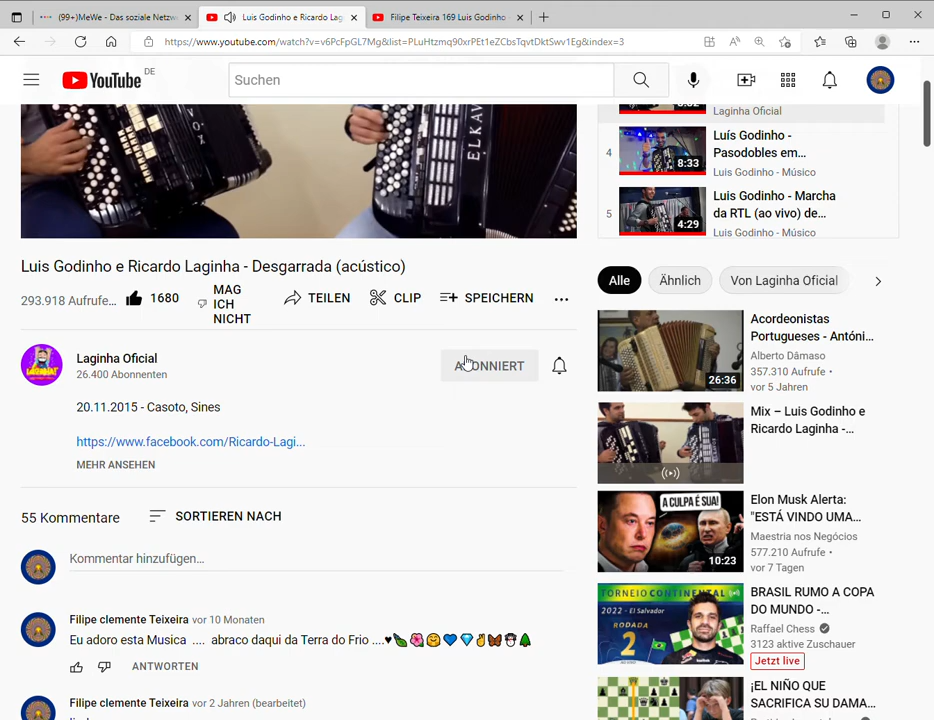 (99+)MeWe - Das soziale Netzw
Luis Godinho e Ricardo Lag
Filipe Teixeira 169 Luis Godinho
https://www.youtube.com/watch?v=v6PcFpGL7Mg&list=PLuHtzmq90xrPEt1eZCbsTqvtDktSwv1Eg&index=3
YouTube DE
Suchen
ELKAV
Laginha Oficial
4
8:33
Luís Godinho -
Pasodobles em...
Luis Godinho - Músico
5
4:29
Luis Godinho - Marcha
da RTL (ao vivo) de...
Luis Godinho - Músico
Luis Godinho e Ricardo Laginha - Desgarrada (acústico)
293.918 Aufrufe...
1680
MAG
ICH
NICHT
TEILEN
CLIP
SPEICHERN
Laginha Oficial
26.400 Abonnenten
ABONNIERT
20.11.2015 - Casoto, Sines
https://www.facebook.com/Ricardo-Lagi...
MEHR ANSEHEN
55 Kommentare
SORTIEREN NACH
Kommentar hinzufügen...
Filipe clemente Teixeira vor 10 Monaten
Eu adoro esta Musica .... abraco daqui da Terra do Frio ....♥🍃🌸🤗💙💎✌🦋👨🏻‍🌾🌲
ANTWORTEN
Filipe clemente Teixeira vor 2 Jahren (bearbeitet)
Alle
Ähnlich
Von Laginha Oficial
26:36
Acordeonistas
Portugueses - Antóni...
Alberto Dâmaso
357.310 Aufrufe •
vor 5 Jahren
Mix – Luis Godinho e
Ricardo Laginha -...
A CULPA É SUA!
10:23
Elon Musk Alerta:
"ESTÁ VINDO UMA...
Maestria nos Negócios
577.210 Aufrufe •
vor 7 Tagen
TORNEIO CONTINENTAL
2022 - El Salvador
RODADA
2
BRASIL RUMO A COPA
DO MUNDO -...
Raffael Chess
3123 aktive Zuschauer
Jetzt live
¡EL NIÑO QUE
SACRIFICA SU DAMA...